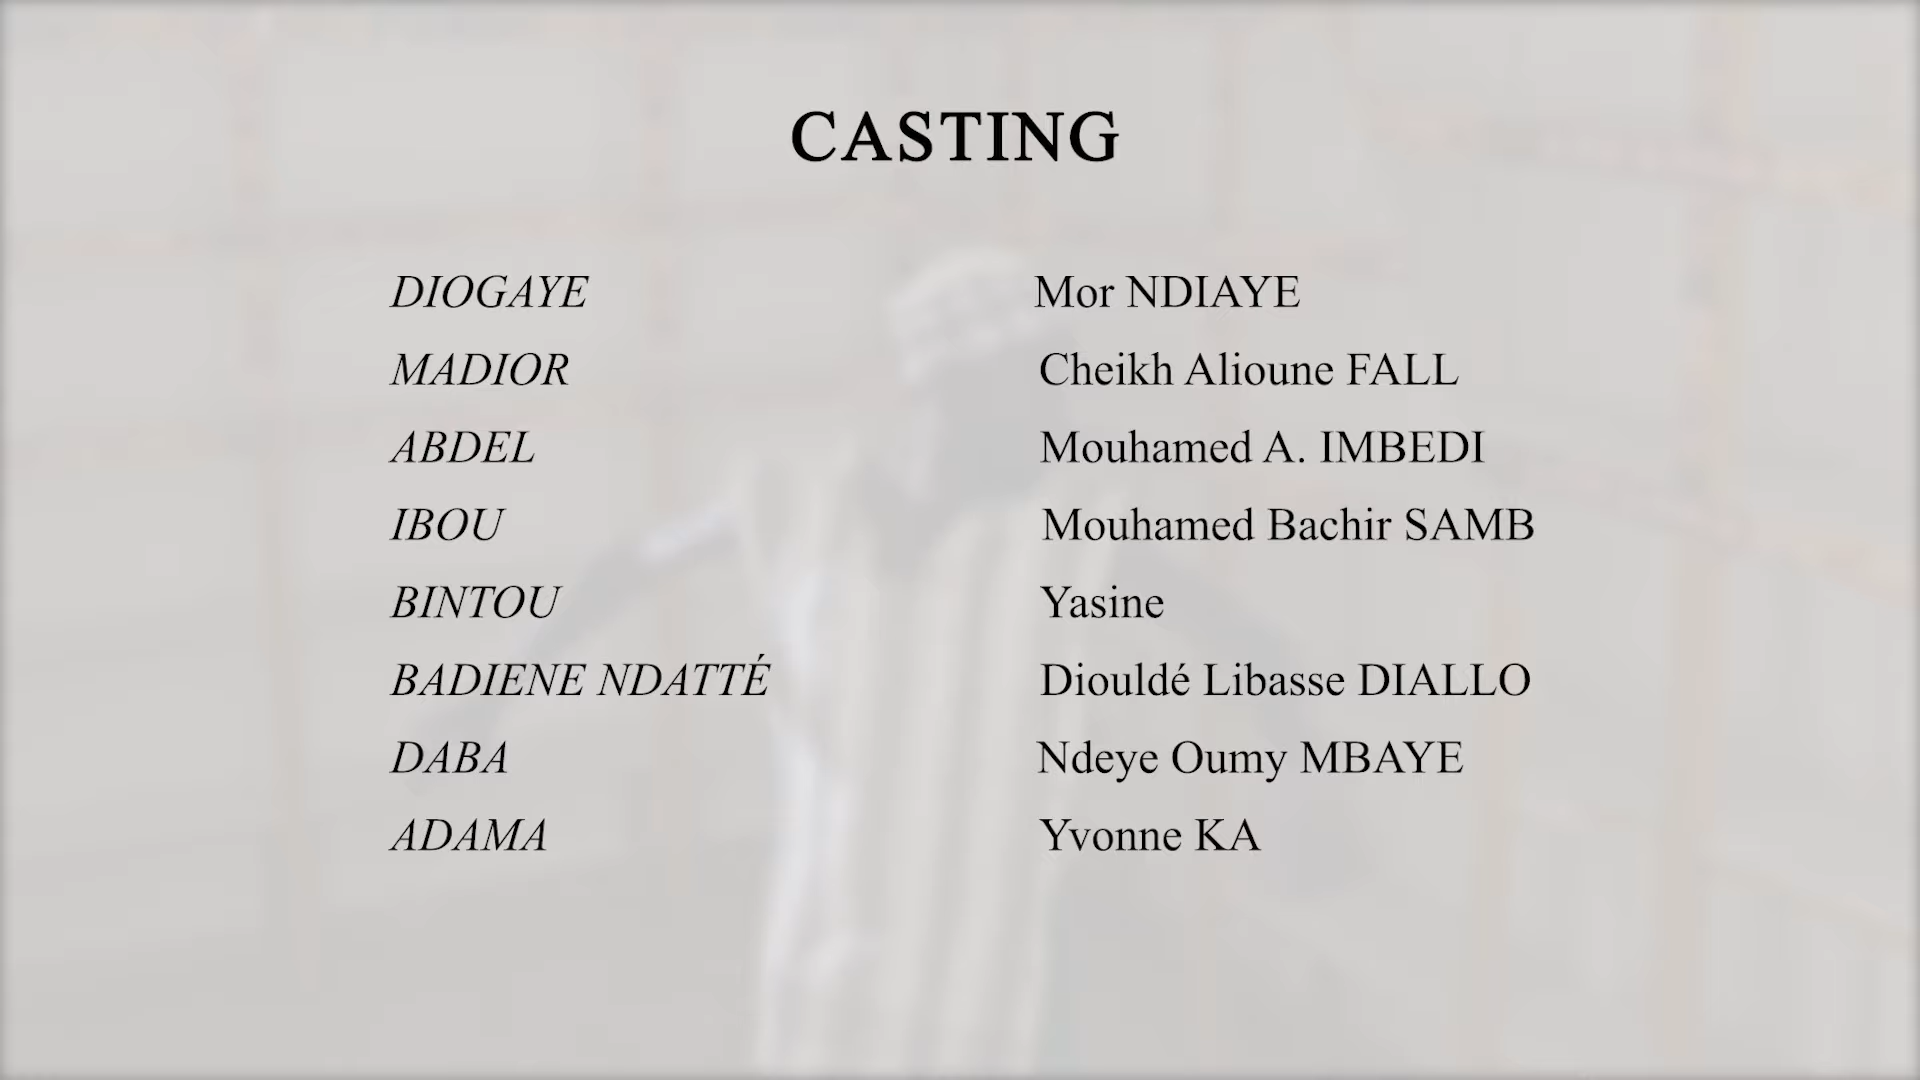 CASTING
DIOGAYE Mor NDIAYE
MADIOR Cheikh Alioune FALL
ABDEL Mouhamed A. IMBEDI
IBOU Mouhamed Bachir SAMB
BINTOU Yasine
BADIENE NDATTÉ Diouldé Libasse DIALLO
DABA Ndeye Oumy MBAYE
ADAMA Yvonne KA